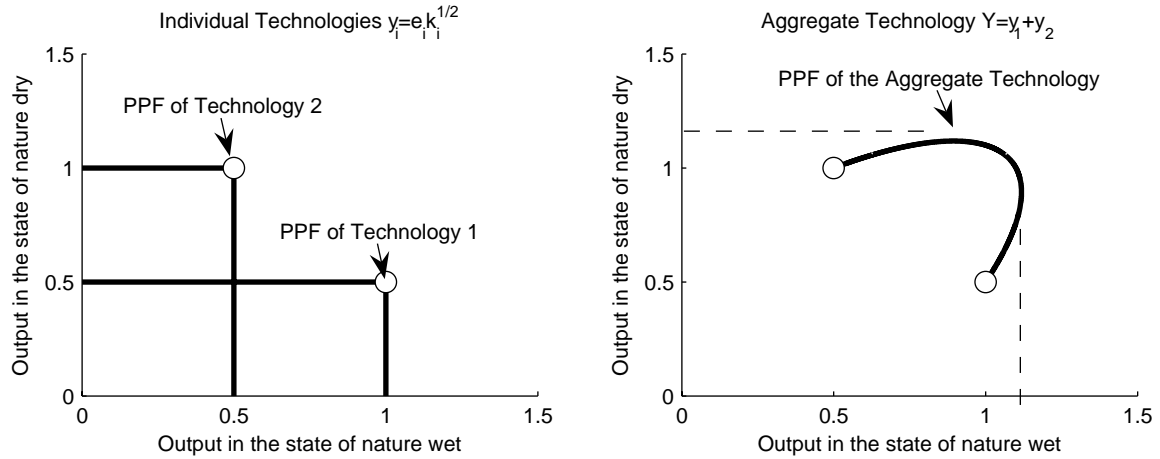 Individual Technologies y_i=e_i k_i^{1/2}
1.5
1
0.5
0
Output in the state of nature dry
PPF of Technology 2
PPF of Technology 1
0
0.5
1
1.5
Output in the state of nature wet
Aggregate Technology Y=y_1+y_2
1.5
1
0.5
0
Output in the state of nature dry
PPF of the Aggregate Technology
0
0.5
1
1.5
Output in the state of nature wet